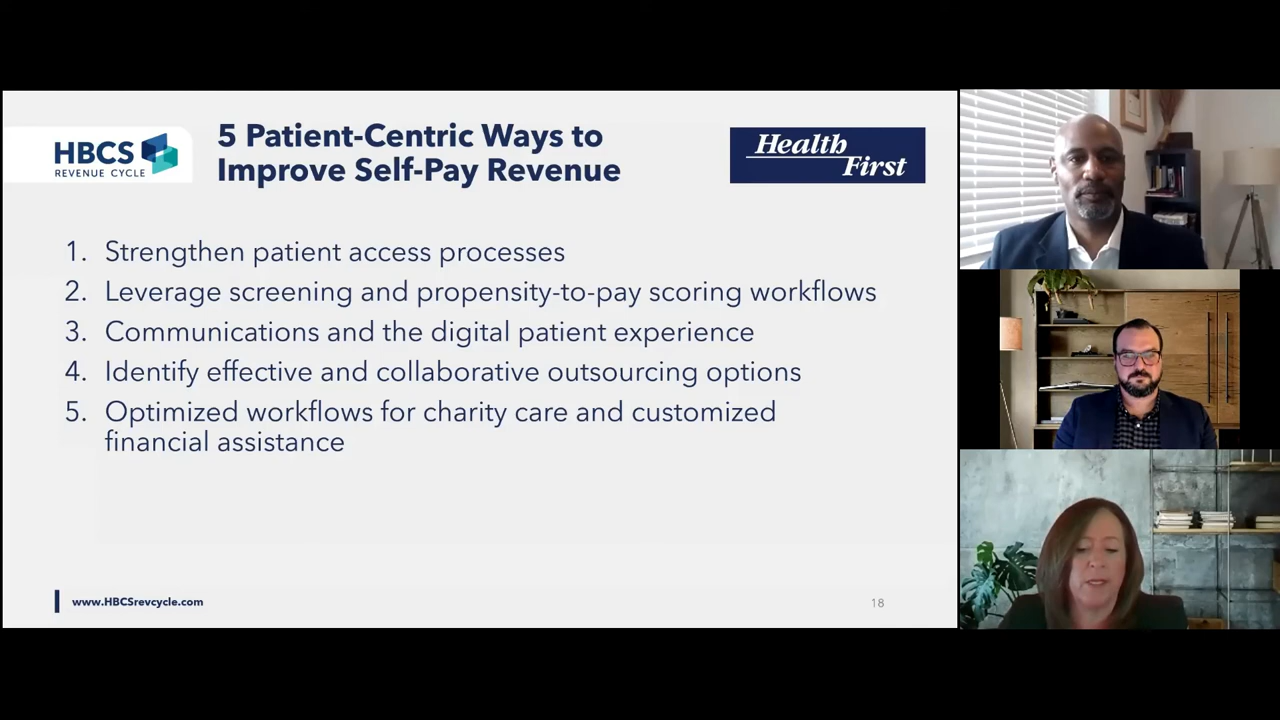 HBCS
REVENUE CYCLE
5 Patient-Centric Ways to
Improve Self-Pay Revenue
Health
First
1. Strengthen patient access processes
2. Leverage screening and propensity-to-pay scoring workflows
3. Communications and the digital patient experience
4. Identify effective and collaborative outsourcing options
5. Optimized workflows for charity care and customized
financial assistance
www.HBCSrevcycle.com
18